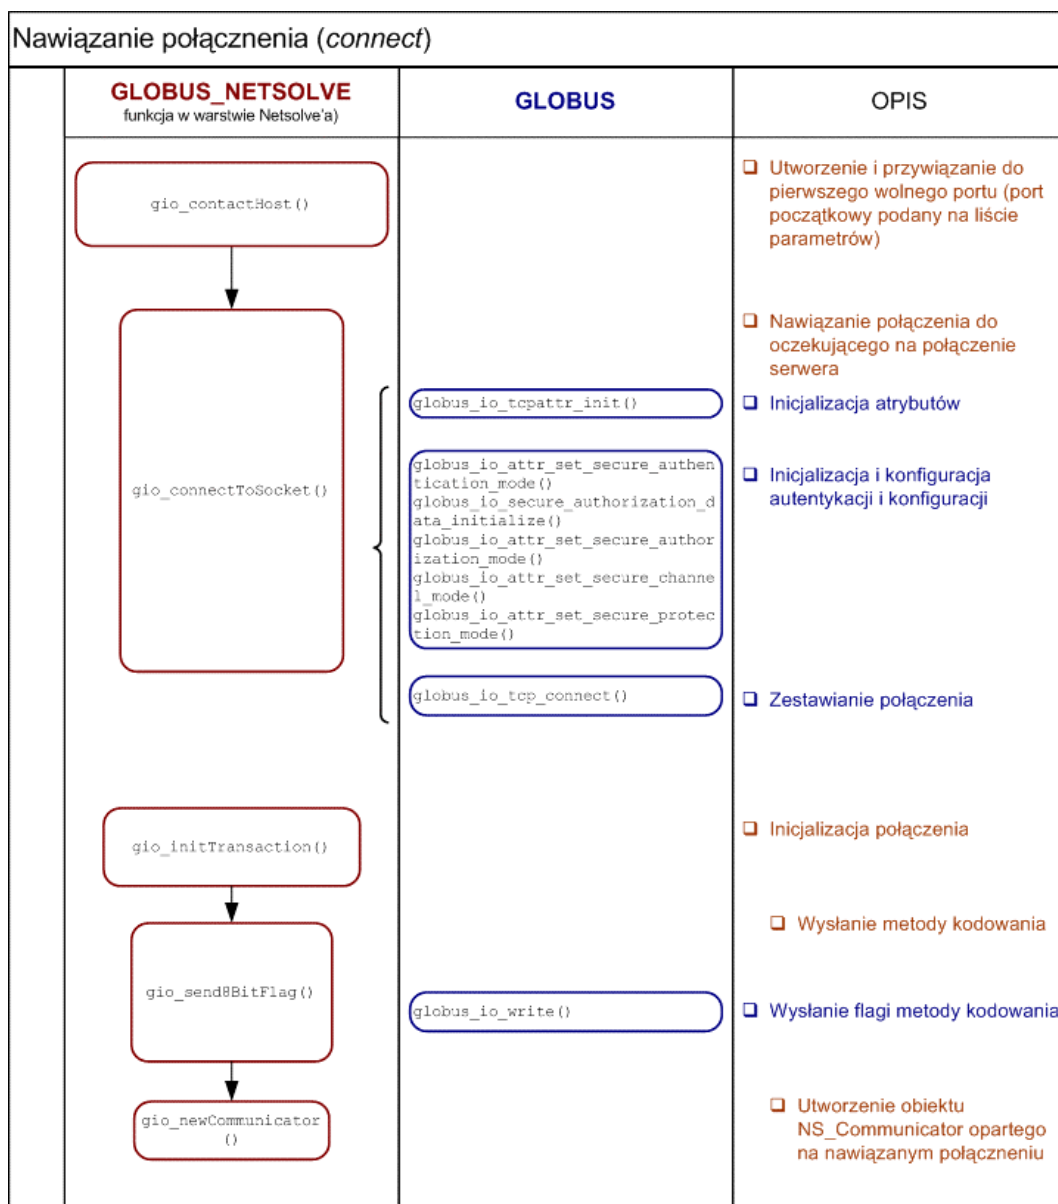 Nawiązanie połącznenia (connect)
GLOBUS_NETSOLVE
funkcja w warstwie Netsolve'a)
GLOBUS
OPIS
gio_contactHost()
Utworzenie i przywiązanie do
pierwszego wolnego portu (port
początkowy podany na liście
parametrów)
gio_connectToSocket()
Nawiązanie połączenia do
oczekującego na połączenie
serwera
globus_io_tcpattr_init()
Inicjalizacja atrybutów
globus_io_attr_set_secure_authen
tication_mode()
globus_io_secure_authorization_d
ata_initialize()
globus_io_attr_set_secure_author
ization_mode()
globus_io_attr_set_secure_channe
l_mode()
globus_io_attr_set_secure_protec
tion_mode()
Inicjalizacja i konfiguracja
autentykacji i konfiguracji
globus_io_tcp_connect()
Zestawianie połączenia
gio_initTransaction()
Inicjalizacja połączenia
Wysłanie metody kodowania
gio_send8BitFlag()
globus_io_write()
Wysłanie flagi metody kodowania
gio_newCommunicator
()
Utworzenie obiektu
NS_Communicator opartego
na nawiązanym połączneniu